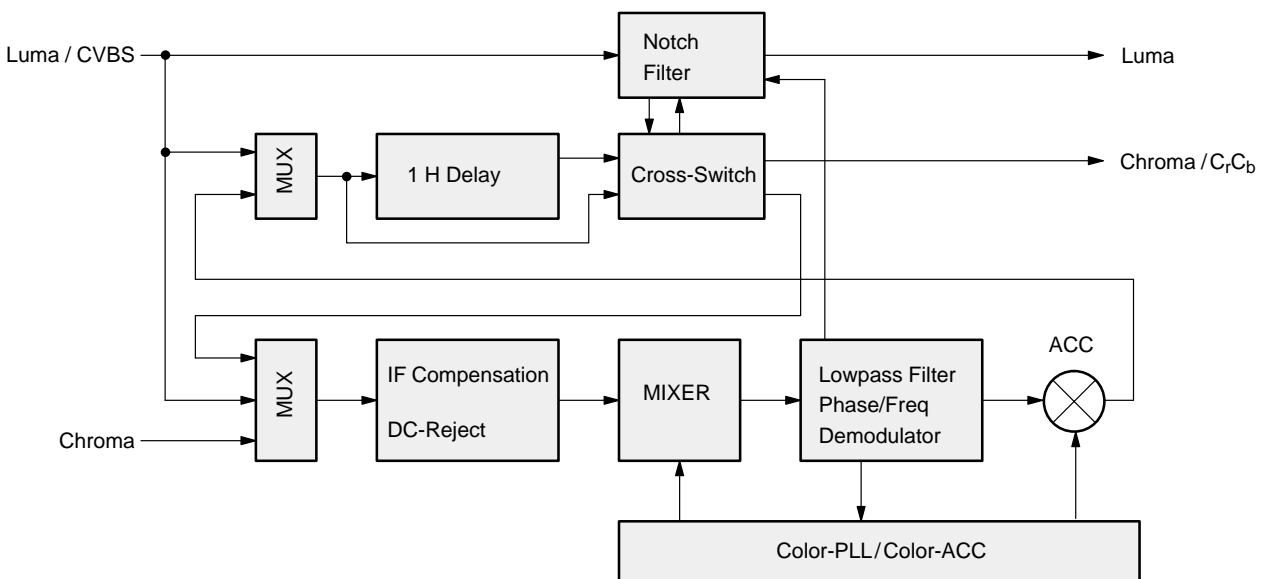 Luma / CVBS
Notch
Filter
Luma
MUX
1 H Delay
Cross-Switch
Chroma / CrCb
MUX
IF Compensation
DC-Reject
MIXER
Lowpass Filter
Phase/Freq
Demodulator
ACC
Chroma
Color-PLL/Color-ACC